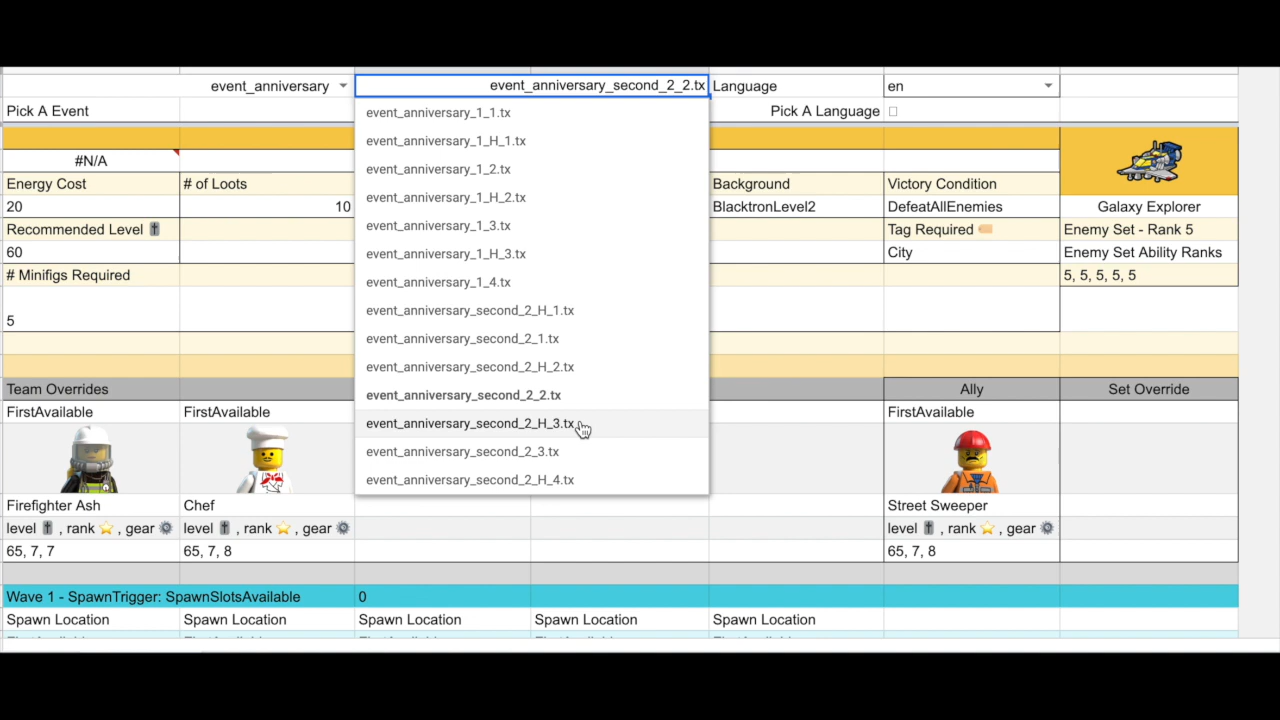 event_anniversary event_anniversary_second_2_2.tx Language en
Pick A Event Pick A Language
event_anniversary_1_1.tx
event_anniversary_1_H_1.tx
event_anniversary_1_2.tx
event_anniversary_1_H_2.tx
event_anniversary_1_3.tx
event_anniversary_1_H_3.tx
event_anniversary_1_4.tx
event_anniversary_second_2_H_1.tx
event_anniversary_second_2_1.tx
event_anniversary_second_2_H_2.tx
event_anniversary_second_2_2.tx
event_anniversary_second_2_H_3.tx
event_anniversary_second_2_3.tx
event_anniversary_second_2_H_4.tx
#N/A
Energy Cost # of Loots Background Victory Condition
20 10 BlacktronLevel2 DefeatAllEnemies Galaxy Explorer
Recommended Level Tag Required Enemy Set - Rank 5
60 City Enemy Set Ability Ranks
# Minifigs Required 5, 5, 5, 5, 5
5
Team Overrides Ally Set Override
FirstAvailable FirstAvailable FirstAvailable
Firefighter Ash Chef Street Sweeper
level , rank , gear level , rank , gear level , rank , gear
65, 7, 7 65, 7, 8 65, 7, 8
Wave 1 - SpawnTrigger: SpawnSlotsAvailable 0
Spawn Location Spawn Location Spawn Location Spawn Location Spawn Location